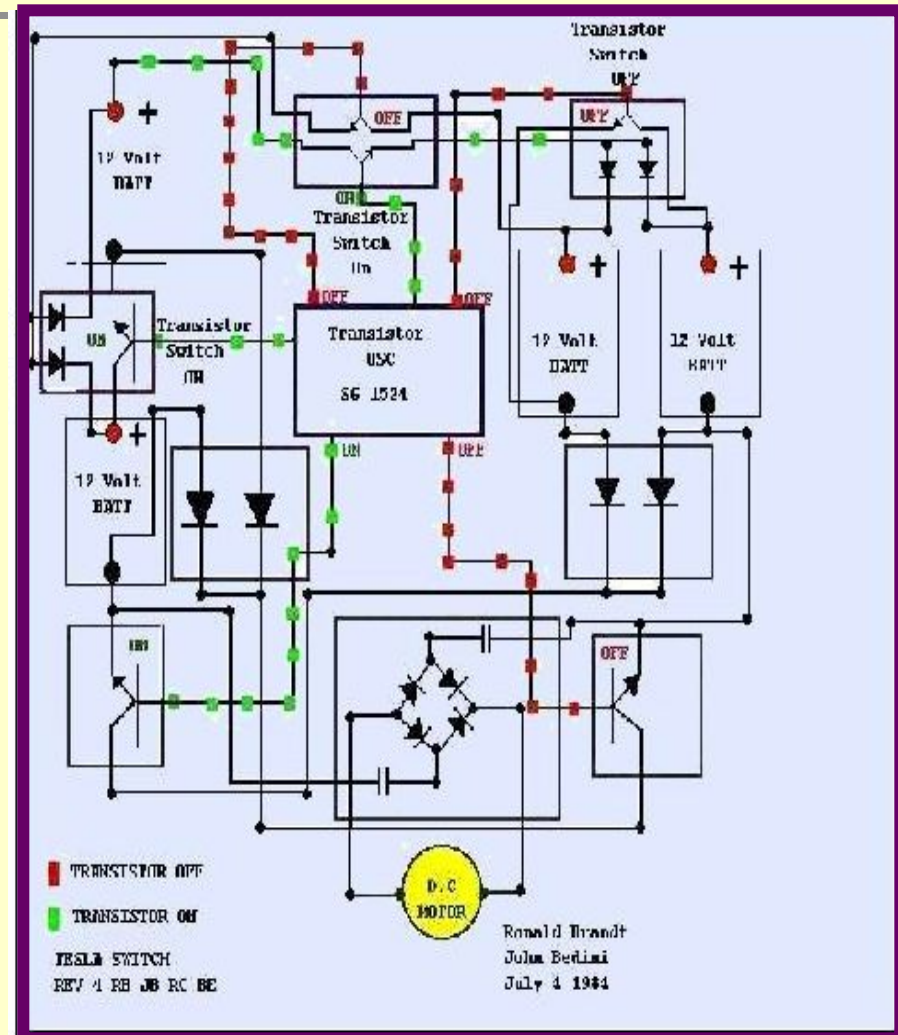 Transistor
Switch
OFF
OFF
OFF
+
12 Volt
BATT
ON
Transistor
Switch
On
+
+
OFF
OFF
Transistor
OSC
SG 1524
ON
Transistor
Switch
ON
12 Volt
BATT
12 Volt
BATT
+
12 Volt
BATT
ON
OFF
ON
OFF
D.C
MOTOR
TRANSISTOR OFF
TRANSISTOR ON
TESLA SWITCH
REV 4 RB JB RC BE
Ronald Brandt
John Bedini
July 4 1984